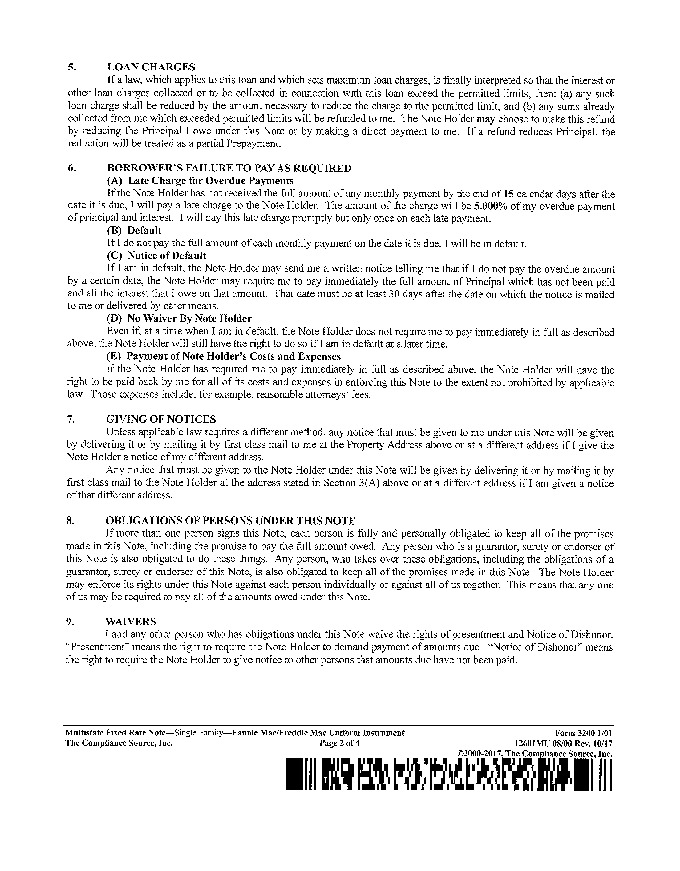 5. LOAN CHARGES
If a law, which applies to this loan and which sets maximum loan charges, is finally interpreted so that the interest or
other loan charges collected or to be collected in connection with this loan exceed the permitted limits, then: (a) any such
loan charge shall be reduced by the amount necessary to reduce the charge to the permitted limit, and (b) any sums already
collected from me which exceeded permitted limits will be refunded to me. The Note Holder may choose to make this refund
by reducing the Principal I owe under this Note or by making a direct payment to me. If a refund reduces Principal, the
reduction will be treated as a partial Prepayment.
6. BORROWER'S FAILURE TO PAY AS REQUIRED
(A) Late Charge for Overdue Payments
If the Note Holder has not received the full amount of any monthly payment by the end of 15 calendar days after the
date it is due, I will pay a late charge to the Note Holder. The amount of the charge will be 5.000% of my overdue payment
of principal and interest. I will pay this late charge promptly but only once on each late payment.
(B) Default
If I do not pay the full amount of each monthly payment on the date it is due, I will be in default.
(C) Notice of Default
If I am in default, the Note Holder may send me a written notice telling me that if I do not pay the overdue amount
by a certain date, the Note Holder may require me to pay immediately the full amount of Principal which has not been paid
and all the interest that I owe on that amount. That date must be at least 30 days after the date on which the notice is mailed
to me or delivered by other means.
(D) No Waiver By Note Holder
Even if, at a time when I am in default, the Note Holder does not require me to pay immediately in full as described
above, the Note Holder will still have the right to do so if I am in default at a later time.
(E) Payment of Note Holder's Costs and Expenses
If the Note Holder has required me to pay immediately in full as described above, the Note Holder will have the
right to be paid back by me for all of its costs and expenses in enforcing this Note to the extent not prohibited by applicable
law. Those expenses include, for example, reasonable attorneys' fees.
7. GIVING OF NOTICES
Unless applicable law requires a different method, any notice that must be given to me under this Note will be given
by delivering it or by mailing it by first class mail to me at the Property Address above or at a different address if I give the
Note Holder a notice of my different address.
Any notice that must be given to the Note Holder under this Note will be given by delivering it or by mailing it by
first class mail to the Note Holder at the address stated in Section 3(A) above or at a different address if I am given a notice
of that different address.
8. OBLIGATIONS OF PERSONS UNDER THIS NOTE
If more than one person signs this Note, each person is fully and personally obligated to keep all of the promises
made in this Note, including the promise to pay the full amount owed. Any person who is a guarantor, surety or endorser of
this Note is also obligated to do these things. Any person, who takes over these obligations, including the obligations of a
guarantor, surety or endorser of this Note, is also obligated to keep all of the promises made in this Note. The Note Holder
may enforce its rights under this Note against each person individually or against all of us together. This means that any one
of us may be required to pay all of the amounts owed under this Note.
9. WAIVERS
I and any other person who has obligations under this Note waive the rights of presentment and Notice of Dishonor.
"Presentment" means the right to require the Note Holder to demand payment of amounts due. "Notice of Dishonor" means
the right to require the Note Holder to give notice to other persons that amounts due have not been paid.
Multistate Fixed Rate Note—Single Family—Fannie Mae/Freddie Mac Uniform Instrument Form 3200 1/01
The Compliance Source, Inc. Page 2 of 4 12601MU 08/00 Rev. 10/17
©2000-2017, The Compliance Source, Inc.